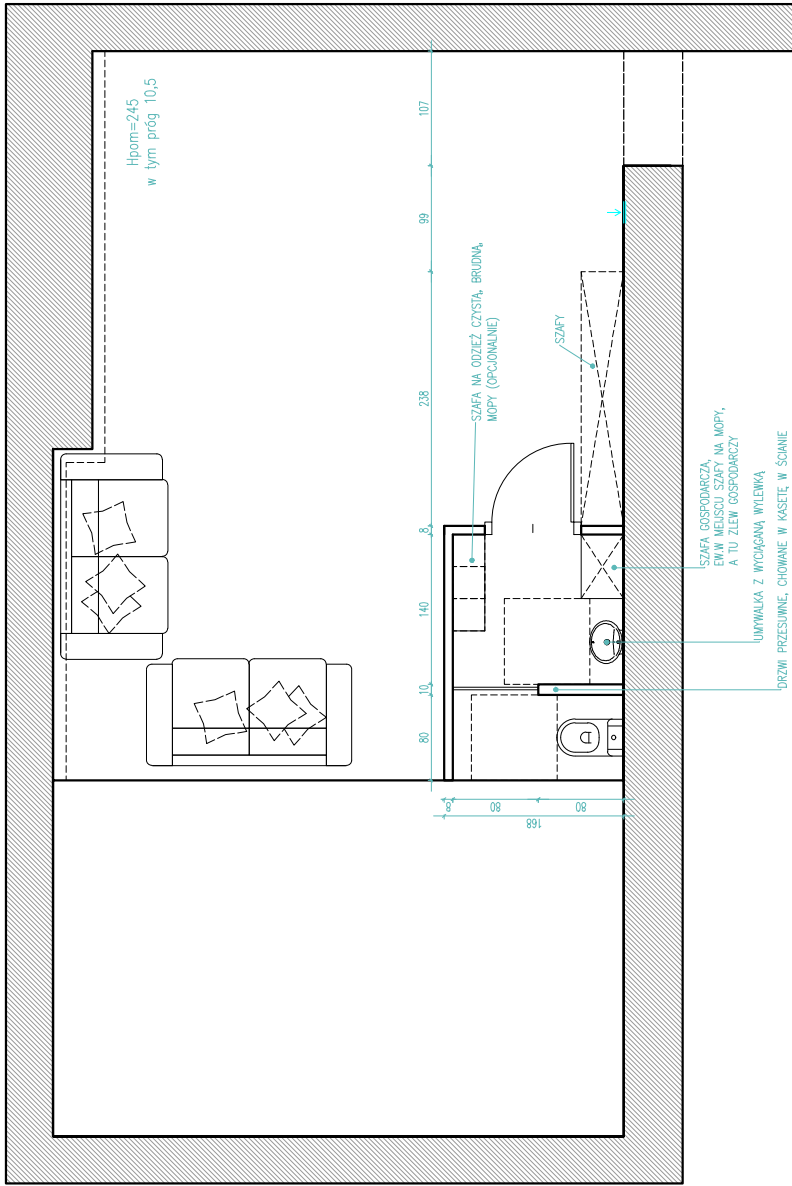 Hpom=245
w tym próg 10,5
107
99
238
8
140
10
80
SZAFA NA ODZIEŻ CZYSTĄ, BRUDNĄ,
MOPY (OPCJONALNIE)
SZAFY
SZAFA GOSPODARCZA,
EW.W MEJSCU SZAFY NA MOPY,
A TU ZLEW GOSPODARCZY
UMYWALKA Z WYCIĄGANĄ WYLEWKĄ
DRZWI PRZESUWNE, CHOWANE W KASETĘ W ŚCIANIE
8
80
80
168